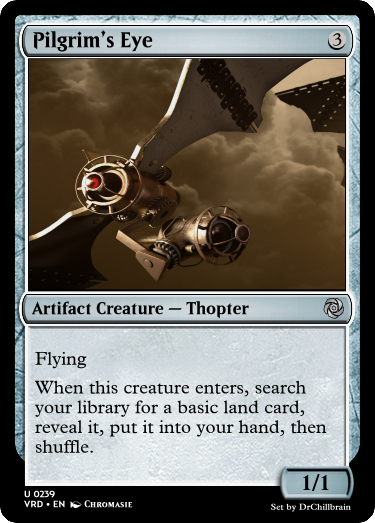 Pilgrim's Eye 3
Artifact Creature — Thopter
Flying
When this creature enters, search
your library for a basic land card,
reveal it, put it into your hand, then
shuffle.
1/1
U 0239
VRD • EN Chromasie
Set by DrChillbrain